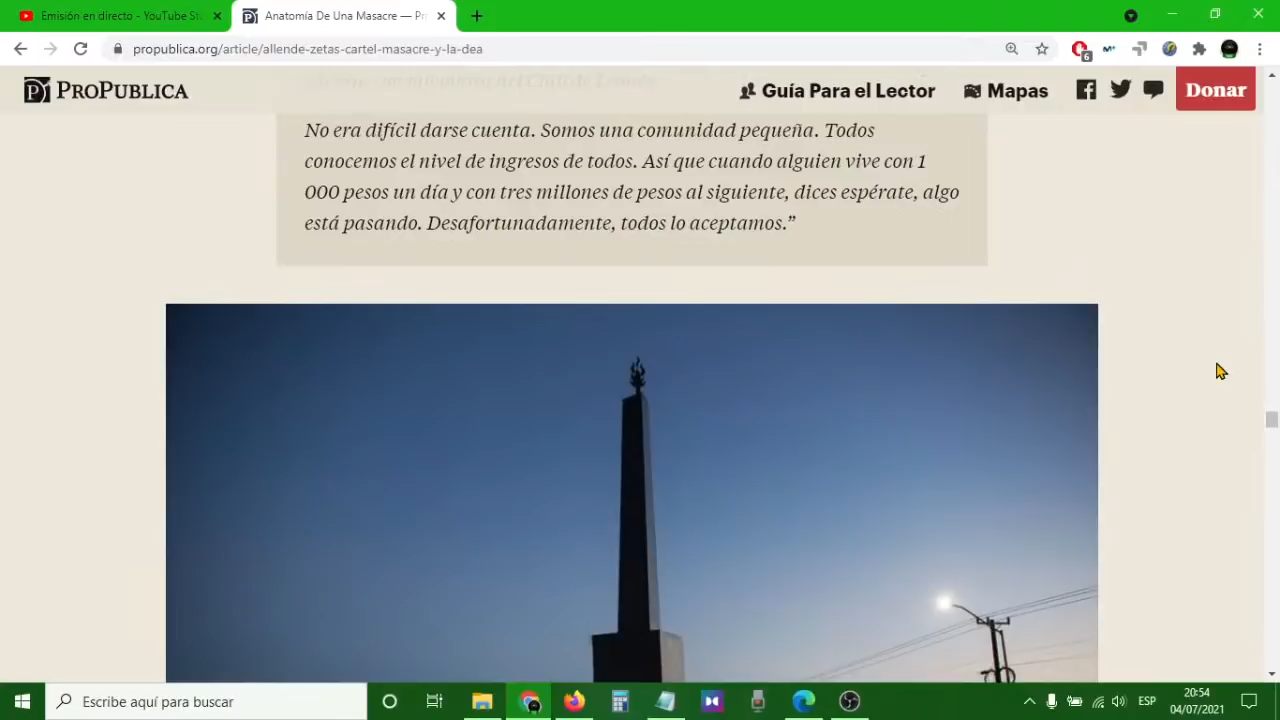 Emisión en directo - YouTube St
Anatomía De Una Masacre — Pr
propublica.org/article/allende-zetas-cartel-masacre-y-la-dea
6
PROPUBLICA
Guía Para el Lector
Mapas
Donar
No era difícil darse cuenta. Somos una comunidad pequeña. Todos
conocemos el nivel de ingresos de todos. Así que cuando alguien vive con 1
000 pesos un día y con tres millones de pesos al siguiente, dices espérate, algo
está pasando. Desafortunadamente, todos lo aceptamos.”
Escribe aquí para buscar
ESP
20:54
04/07/2021